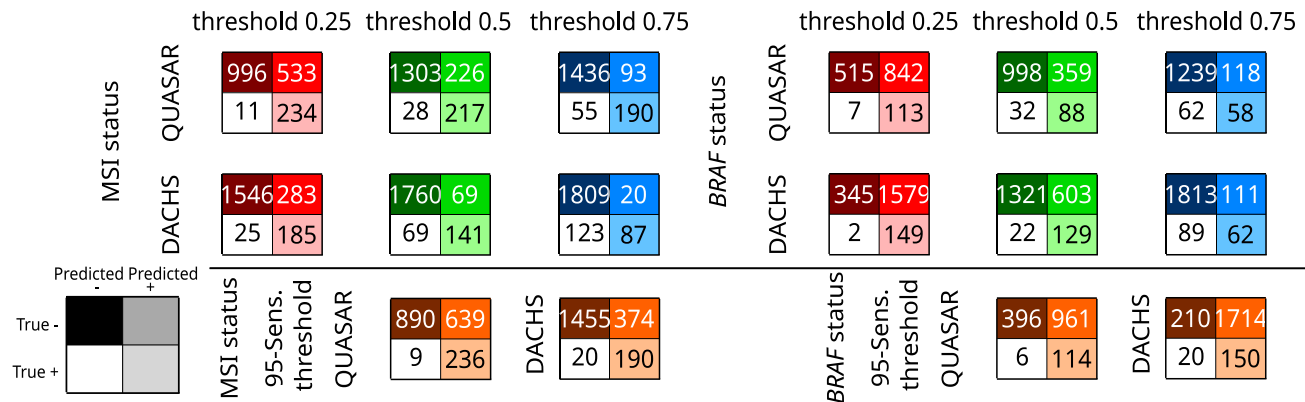 threshold 0.25 threshold 0.5 threshold 0.75 threshold 0.25 threshold 0.5 threshold 0.75
MSI status
QUASAR
996 533 1303 226 1436 93
11 234 28 217 55 190
BRAF status
QUASAR
515 842 998 359 1239 118
7 113 32 88 62 58
DACHS
1546 283 1760 69 1809 20
25 185 69 141 123 87
DACHS
345 1579 1321 603 1813 111
2 149 22 129 89 62
Predicted Predicted
- +
True -
True +
MSI status
95-Sens.
threshold
QUASAR
890 639
9 236
DACHS
1455 374
20 190
BRAF status
95-Sens.
threshold
QUASAR
396 961
6 114
DACHS
210 1714
20 150